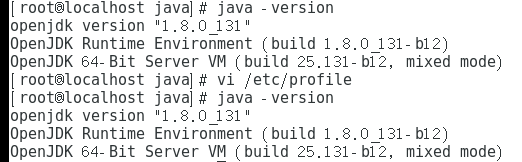 [root@localhost java]# java -version
openjdk version "1.8.0_131"
OpenJDK Runtime Environment (build 1.8.0_131-b12)
OpenJDK 64-Bit Server VM (build 25.131-b12, mixed mode)
[root@localhost java]# vi /etc/profile
[root@localhost java]# java -version
openjdk version "1.8.0_131"
OpenJDK Runtime Environment (build 1.8.0_131-b12)
OpenJDK 64-Bit Server VM (build 25.131-b12, mixed mode)